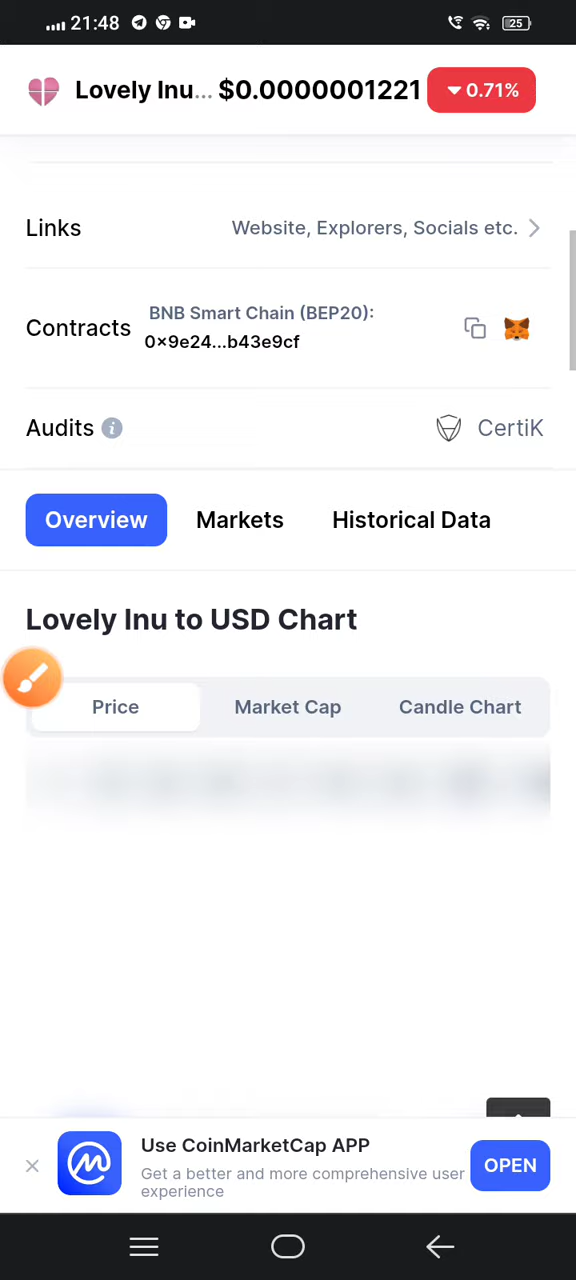 21:48
25
Lovely Inu... $0.0000001221 0.71%
Links Website, Explorers, Socials etc.
BNB Smart Chain (BEP20):
Contracts
0×9e24...b43e9cf
Audits i CertiK
Overview Markets Historical Data
Lovely Inu to USD Chart
Price Market Cap Candle Chart
Use CoinMarketCap APP
Get a better and more comprehensive user
experience
OPEN